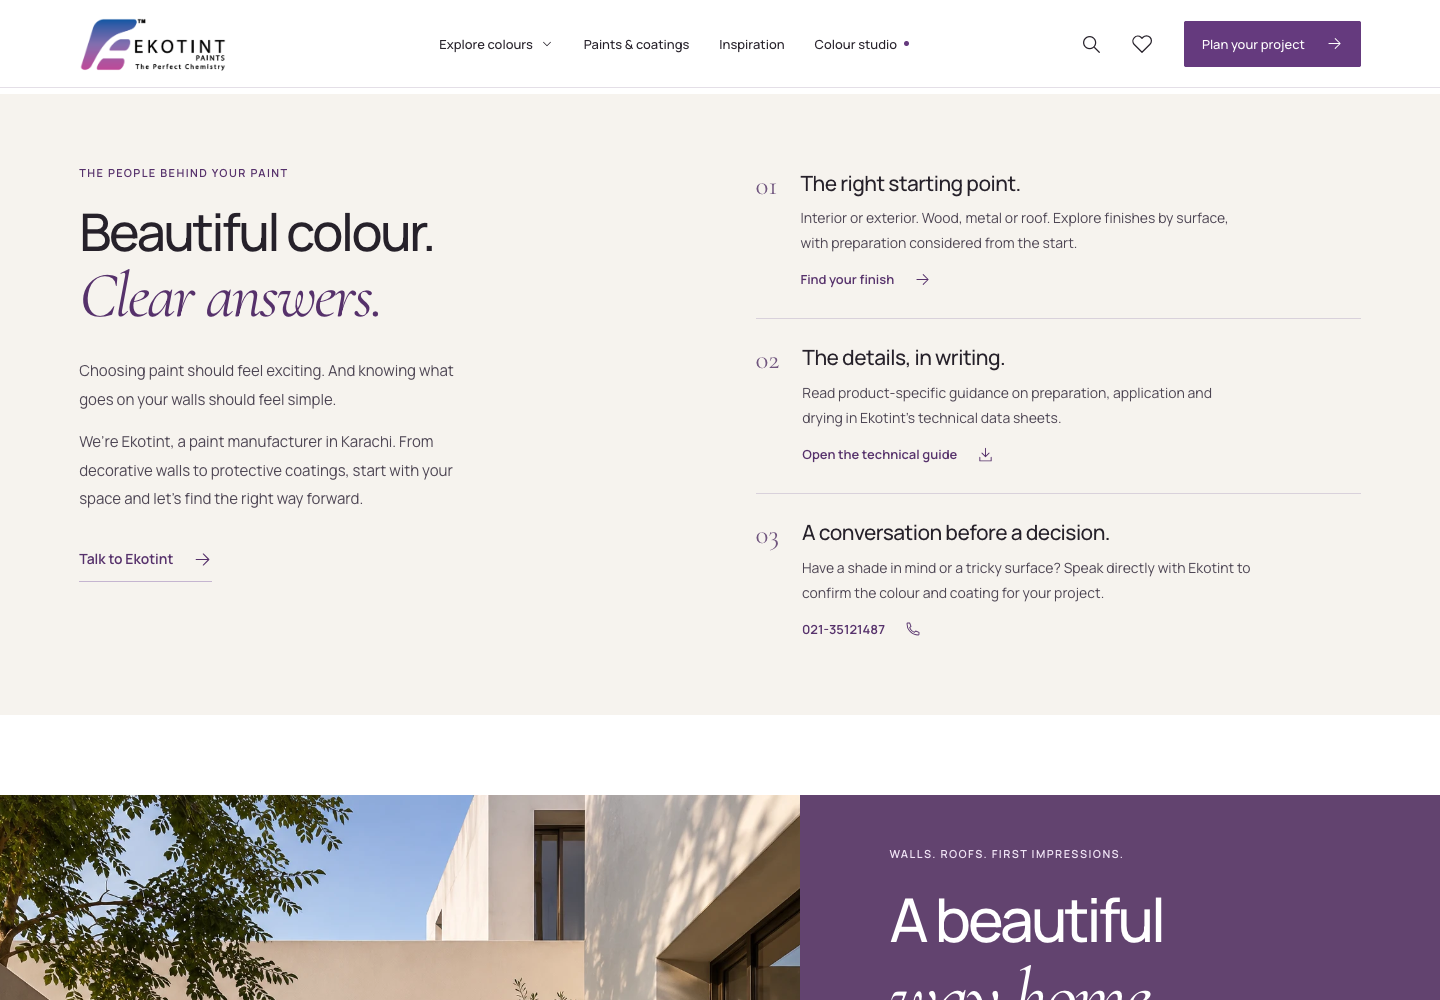 EKOTINT
PAINTS
The Perfect Chemistry
TM
Explore colours
Paints & coatings
Inspiration
Colour studio
Plan your project
THE PEOPLE BEHIND YOUR PAINT
Beautiful colour.
Clear answers.
Choosing paint should feel exciting. And knowing what
goes on your walls should feel simple.
We're Ekotint, a paint manufacturer in Karachi. From
decorative walls to protective coatings, start with your
space and let's find the right way forward.
Talk to Ekotint
01
The right starting point.
Interior or exterior. Wood, metal or roof. Explore finishes by surface,
with preparation considered from the start.
Find your finish
02
The details, in writing.
Read product-specific guidance on preparation, application and
drying in Ekotint's technical data sheets.
Open the technical guide
03
A conversation before a decision.
Have a shade in mind or a tricky surface? Speak directly with Ekotint to
confirm the colour and coating for your project.
021-35121487
WALLS. ROOFS. FIRST IMPRESSIONS.
A beautiful
way home